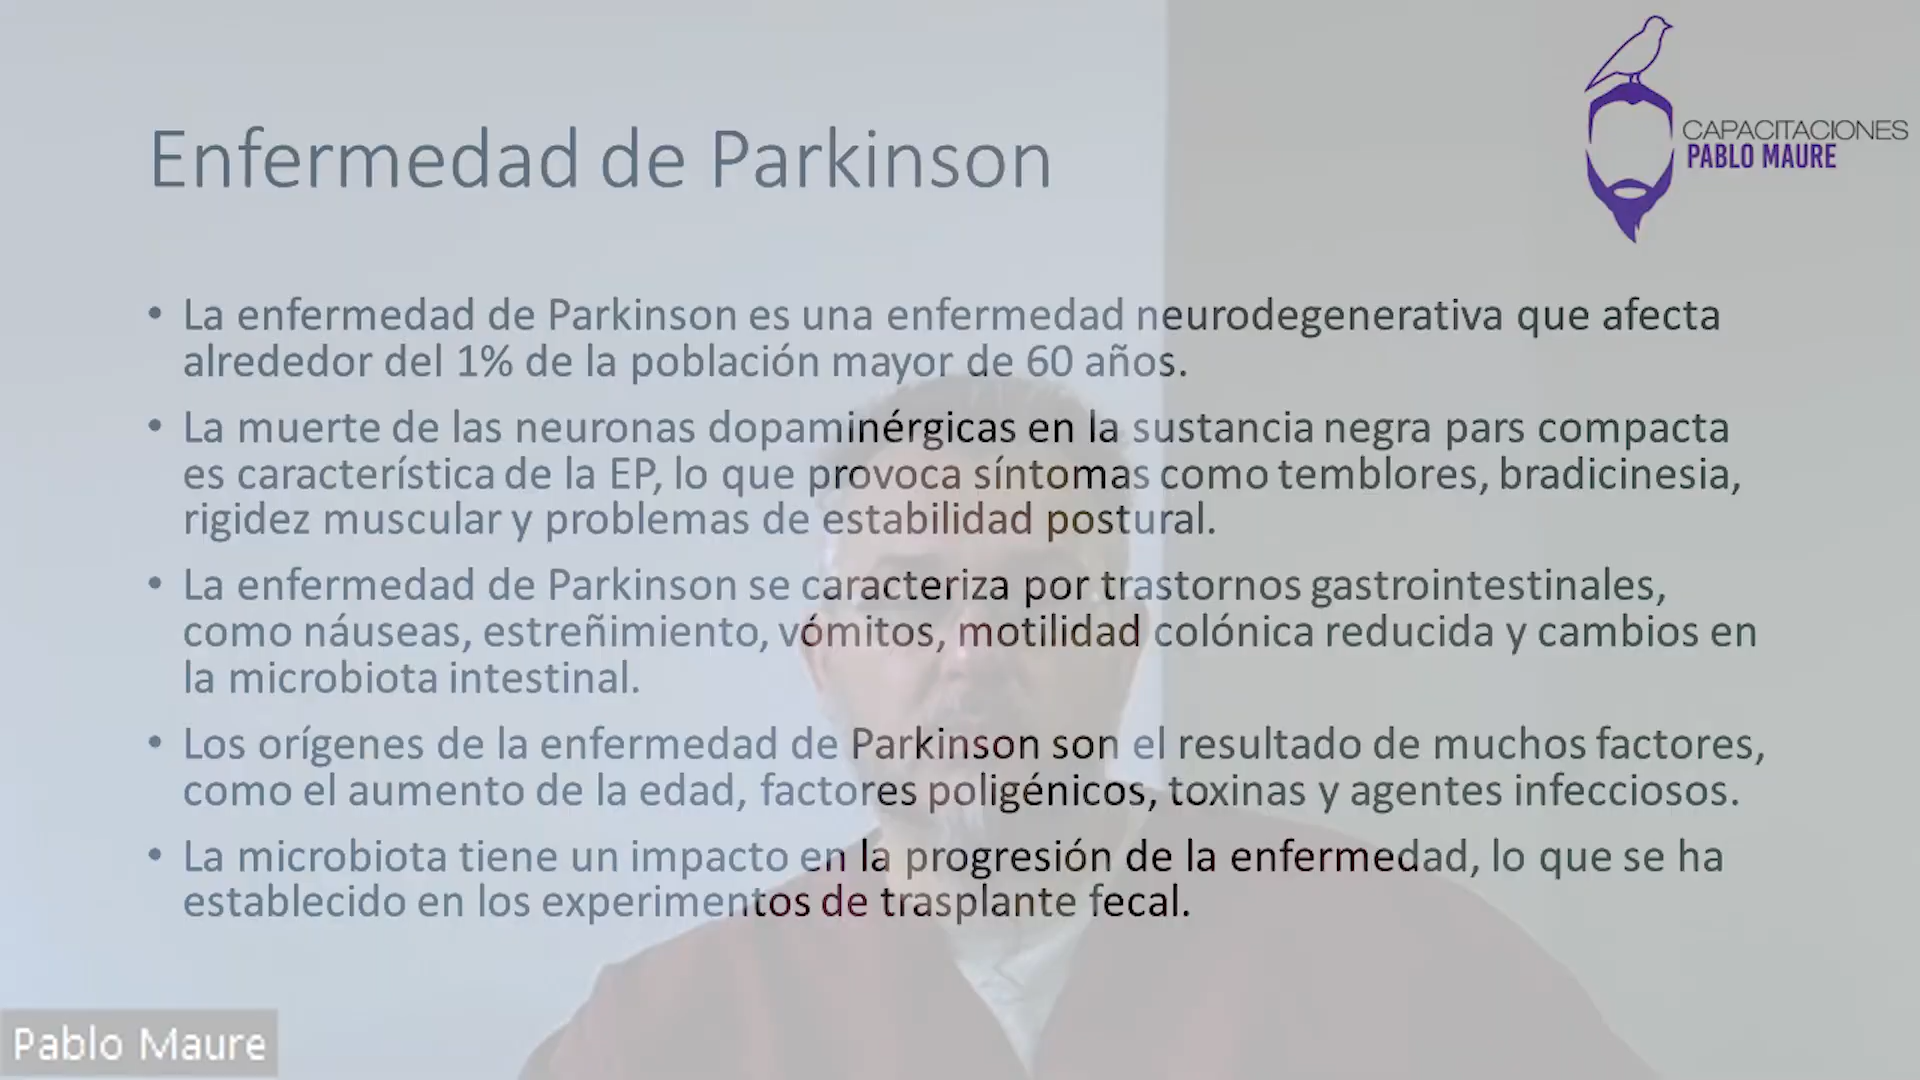 CAPACITACIONES
PABLO MAURE
Enfermedad de Parkinson
• La enfermedad de Parkinson es una enfermedad neurodegenerativa que afecta
alrededor del 1% de la población mayor de 60 años.
• La muerte de las neuronas dopaminérgicas en la sustancia negra pars compacta
es característica de la EP, lo que provoca síntomas como temblores, bradicinesia,
rigidez muscular y problemas de estabilidad postural.
• La enfermedad de Parkinson se caracteriza por trastornos gastrointestinales,
como náuseas, estreñimiento, vómitos, motilidad colónica reducida y cambios en
la microbiota intestinal.
• Los orígenes de la enfermedad de Parkinson son el resultado de muchos factores,
como el aumento de la edad, factores poligénicos, toxinas y agentes infecciosos.
• La microbiota tiene un impacto en la progresión de la enfermedad, lo que se ha
establecido en los experimentos de trasplante fecal.
Pablo Maure